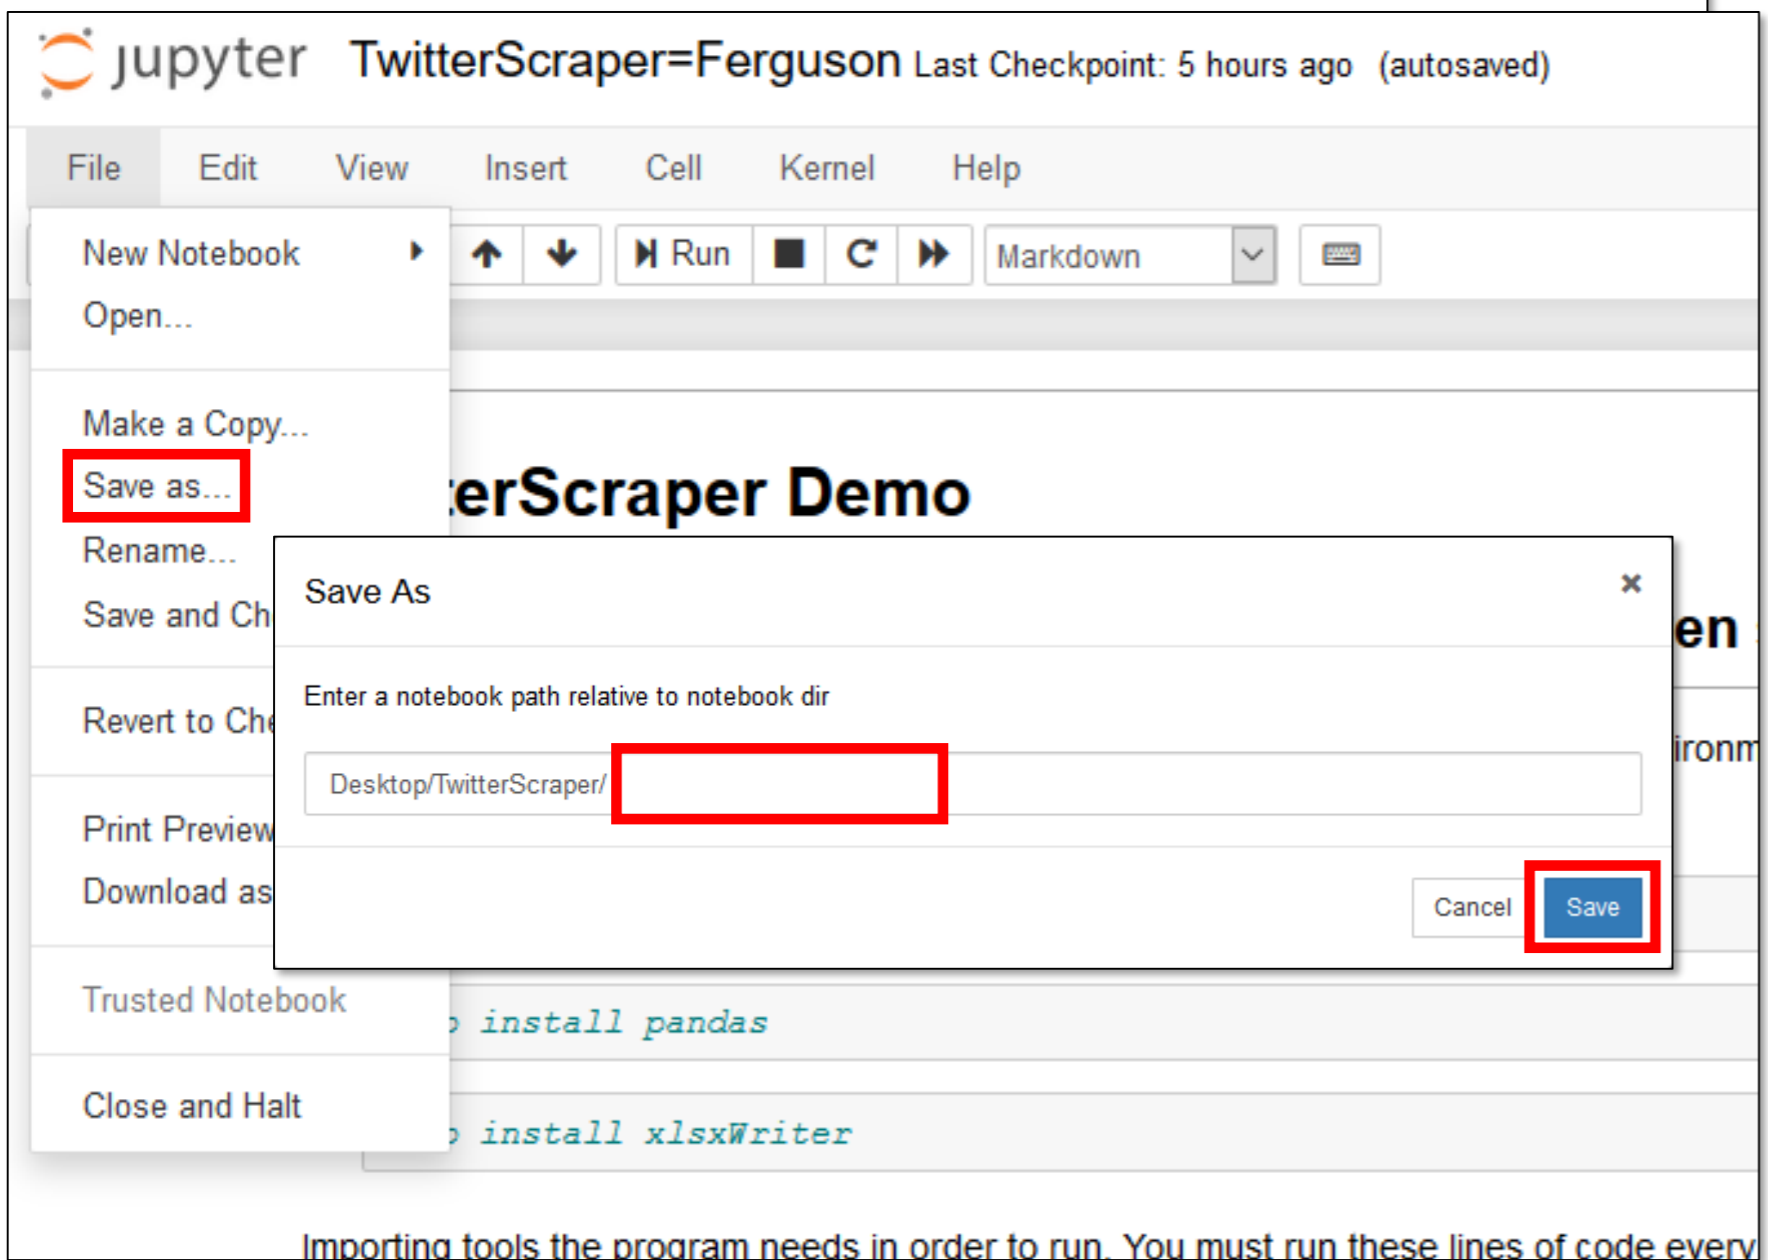 jupyter TwitterScraper=Ferguson Last Checkpoint: 5 hours ago (autosaved)
File Edit View Insert Cell Kernel Help
Run Markdown
New Notebook
Open...
Make a Copy...
Save as...
Rename...
Save and Ch
Revert to Che
Print Preview
Download as
Trusted Notebook
Close and Halt
terScraper Demo
en
ironm
Save As
Enter a notebook path relative to notebook dir
Desktop/TwitterScraper/
Cancel Save
install pandas
install xlsxWriter
Importing tools the program needs in order to run. You must run these lines of code every